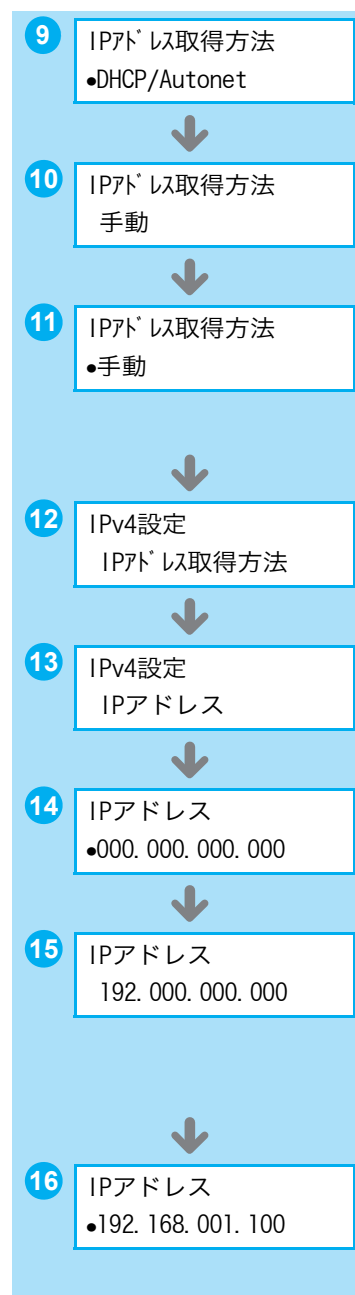 9
IPｱﾄﾞﾚｽ取得方法
•DHCP/Autonet
10
IPｱﾄﾞﾚｽ取得方法
手動
11
IPｱﾄﾞﾚｽ取得方法
•手動
12
IPv4設定
IPｱﾄﾞﾚｽ取得方法
13
IPv4設定
IPアドレス
14
IPアドレス
•000. 000. 000. 000
15
IPアドレス
192. 000. 000. 000
16
IPアドレス
•192. 168. 001. 100